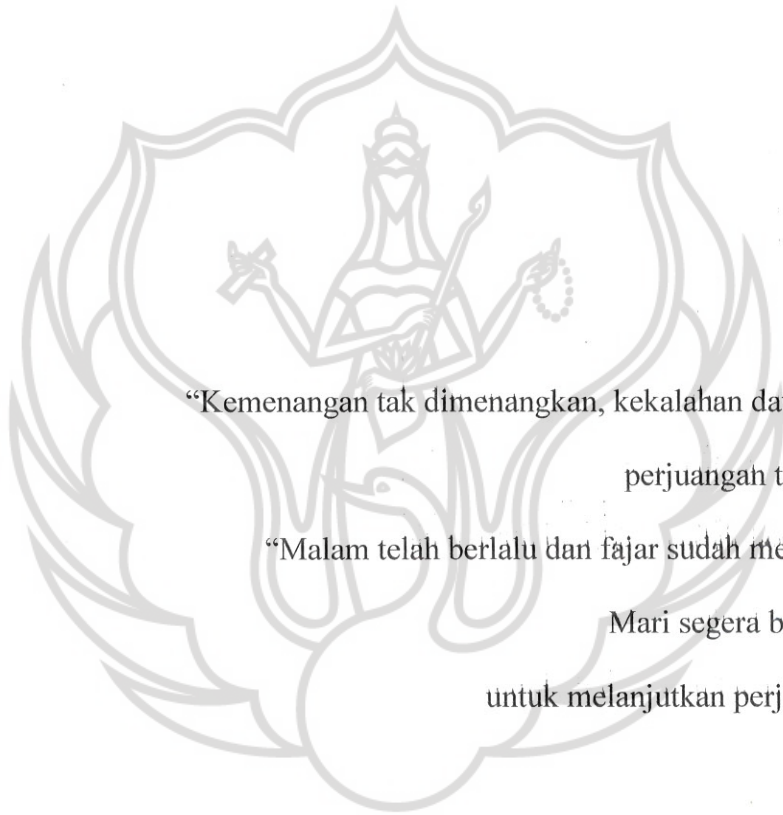 “Kemenangan tak dimenangkan, kekalahan da
perjuangan t
“Malam telah berlalu dan fajar sudah me
Mari segera b
untuk melanjutkan perj